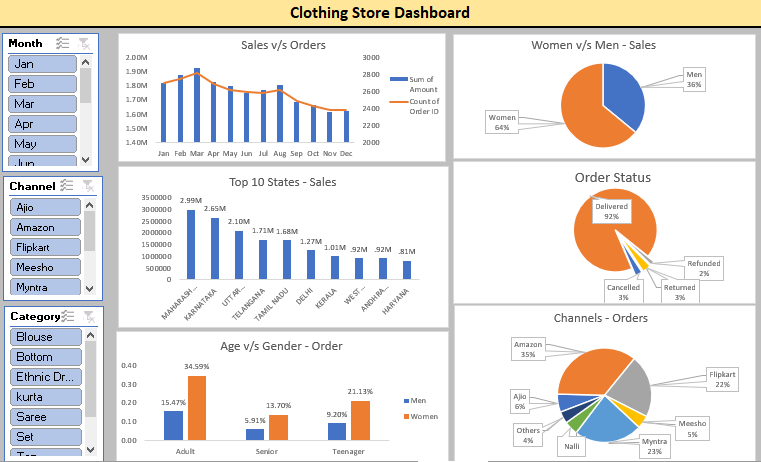 Clothing Store Dashboard
Month
Jan
Feb
Mar
Apr
May
Jun
Channel
Ajio
Amazon
Flipkart
Meesho
Myntra
Category
Blouse
Bottom
Ethnic Dr...
kurta
Saree
Set
Sales v/s Orders
2.00M
1.90M
1.80M
1.70M
1.60M
1.50M
1.40M
3000
2800
2600
2400
2200
2000
Jan Feb Mar Apr May Jun Jul Aug Sep Oct Nov Dec
Sum of
Amount
Count of
Order ID
Top 10 States - Sales
3500000
3000000
2500000
2000000
1500000
1000000
500000
0
2.99M
2.65M
2.10M
1.71M
1.68M
1.27M
1.01M
.92M
.92M
.81M
MAHARASH...
KARNATAKA
UTTAR...
TELANGANA
TAMIL NADU
DELHI
KERALA
WEST...
ANDHRA...
HARYANA
Age v/s Gender - Order
0.40
0.30
0.20
0.10
0.00
15.47%
34.59%
5.91%
13.70%
9.20%
21.13%
Adult
Senior
Teenager
Men
Women
Women v/s Men - Sales
Men
36%
Women
64%
Order Status
Delivered
92%
Refunded
2%
Returned
3%
Cancelled
3%
Channels - Orders
Amazon
35%
Flipkart
22%
Meesho
5%
Myntra
23%
Nalli
Others
4%
Ajio
6%